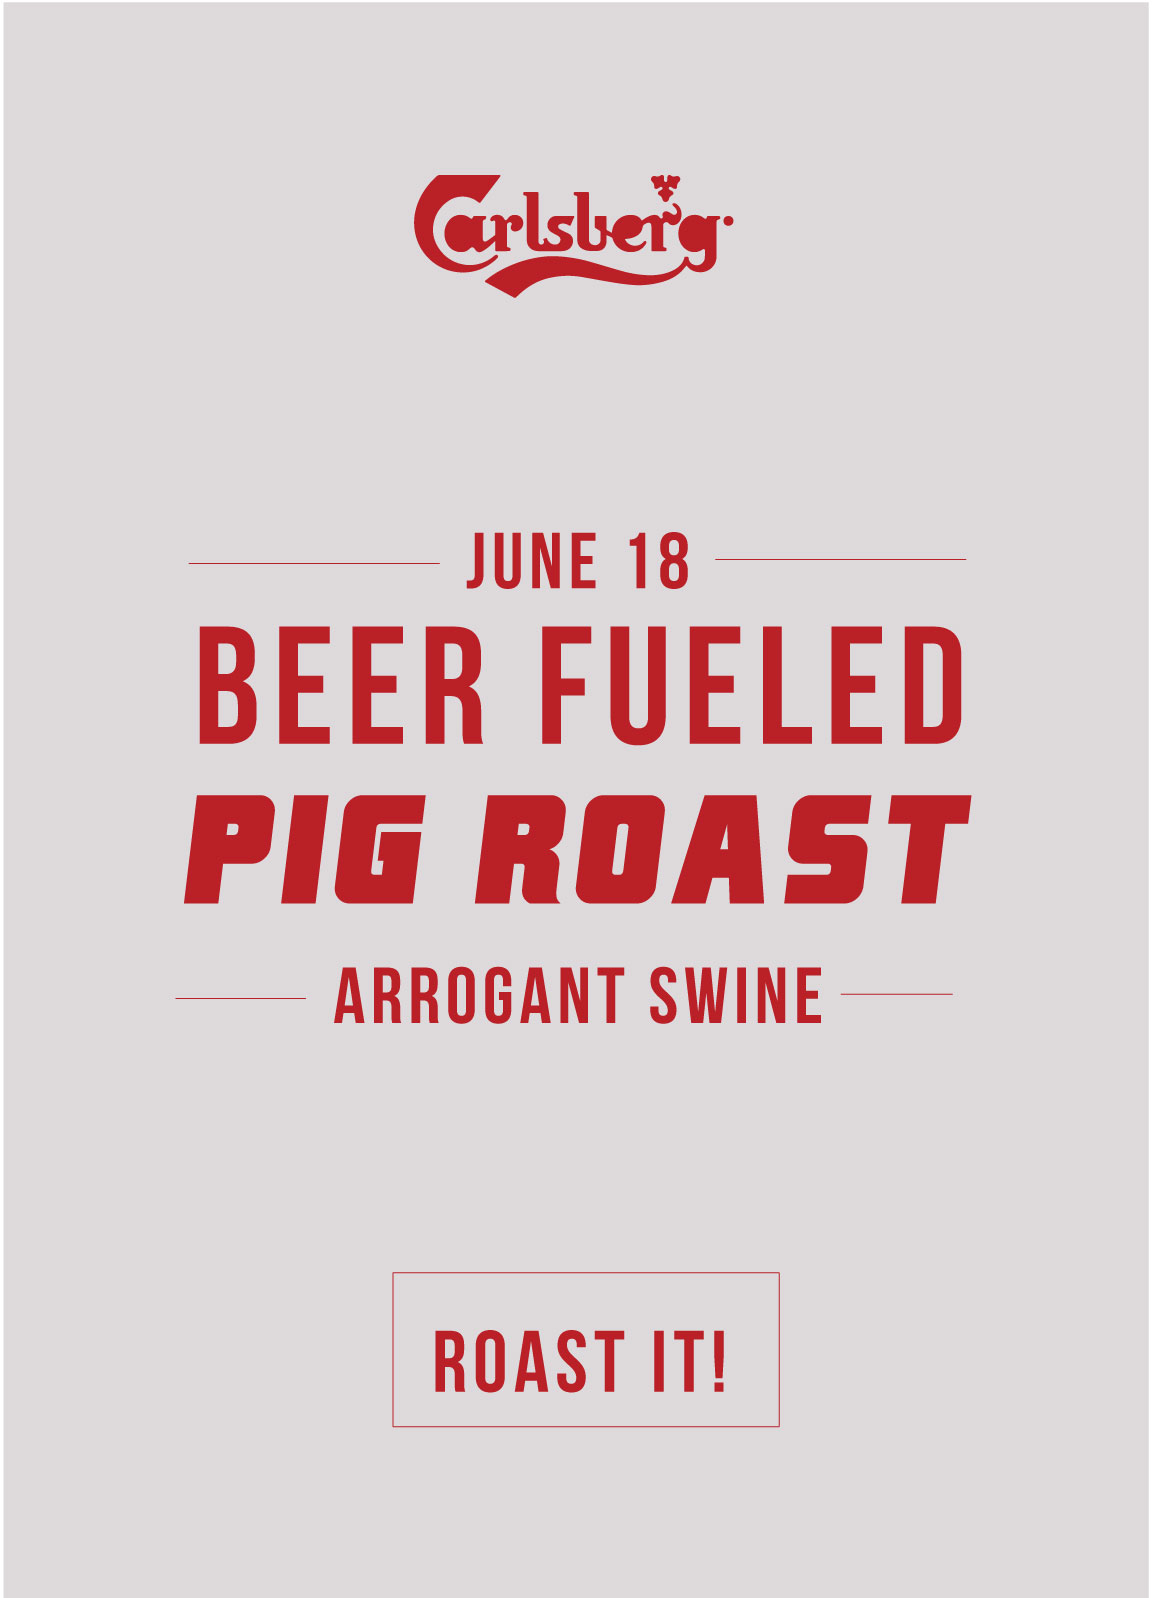 Carlsberg
JUNE 18
BEER FUELED
PIG ROAST
ARROGANT SWINE
ROAST IT!